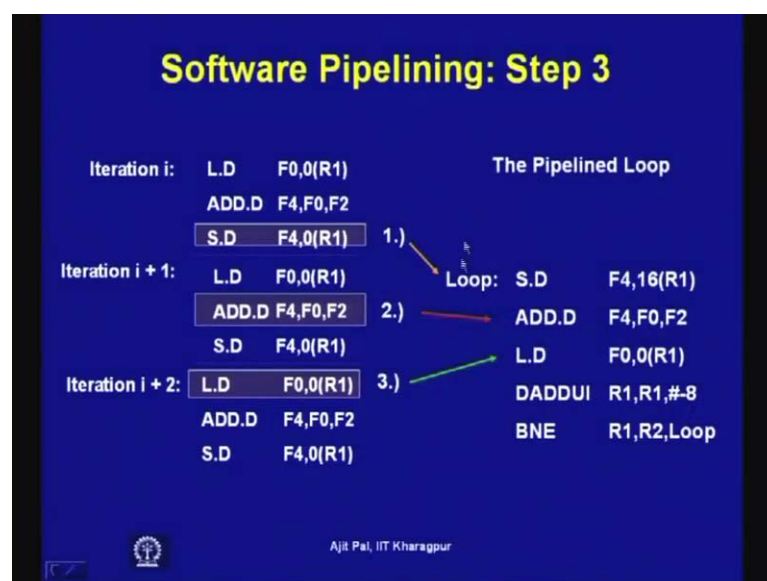 Software Pipelining: Step 3
Iteration i: L.D F0,0(R1)
ADD.D F4,F0,F2
S.D F4,0(R1) 1.)
Iteration i + 1: L.D F0,0(R1)
ADD.D F4,F0,F2 2.)
S.D F4,0(R1)
Iteration i + 2: L.D F0,0(R1) 3.)
ADD.D F4,F0,F2
S.D F4,0(R1)
The Pipelined Loop
Loop: S.D F4,16(R1)
ADD.D F4,F0,F2
L.D F0,0(R1)
DADDUI R1,R1,#-8
BNE R1,R2,Loop
Ajit Pal, IIT Kharagpur